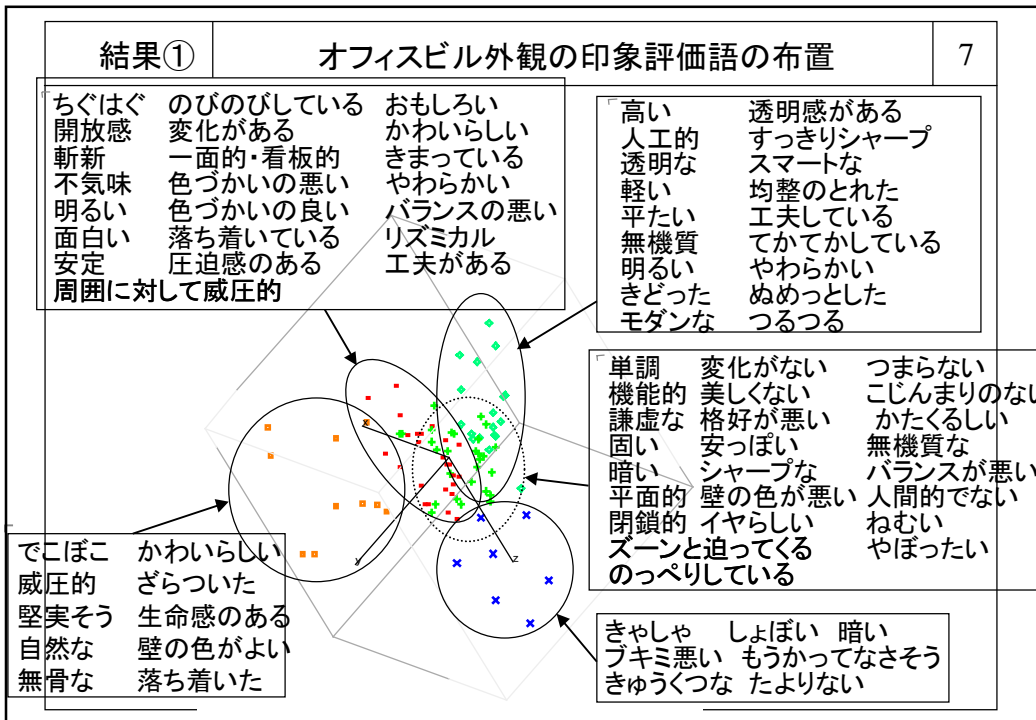 結果①　オフィスビル外観の印象評価語の布置　7
ちぐはぐ　のびのびしている　おもしろい
開放感　変化がある　かわいらしい
斬新　一面的・看板的　きまっている
不気味　色づかいの悪い　やわらかい
明るい　色づかいの良い　バランスの悪い
面白い　落ち着いている　リズミカル
安定　圧迫感のある　工夫がある
周囲に対して威圧的
高い　透明感がある
人工的　すっきりシャープ
透明な　スマートな
軽い　均整のとれた
平たい　工夫している
無機質　てかてかしている
明るい　やわらかい
きどった　ぬめっとした
モダンな　つるつる
単調　変化がない　つまらない
機能的　美しくない　こじんまりのない
謙虚な　格好が悪い　かたくるしい
固い　安っぽい　無機質な
暗い　シャープな　バランスが悪い
平面的　壁の色が悪い　人間的でない
閉鎖的　イヤらしい　ねむい
ズーンと迫ってくる　やぼったい
のっぺりしている
x
y
z
でこぼこ　かわいらしい
威圧的　ざらついた
堅実そう　生命感のある
自然な　壁の色がよい
無骨な　落ち着いた
きゃしゃ　しょぼい　暗い
ブキミ悪い　もうかってなさそう
きゅうくつな　たよりない